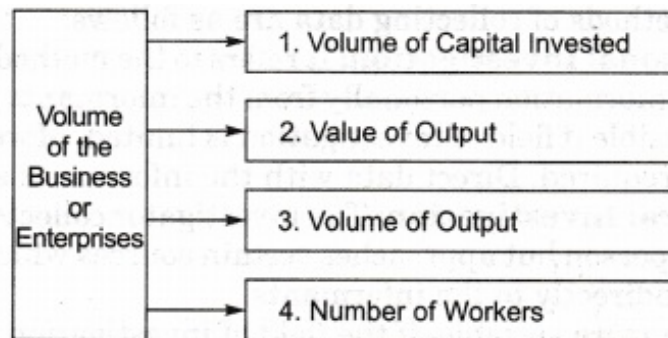 Volume
of the
Business
or
Enterprises
1. Volume of Capital Invested
2. Value of Output
3. Volume of Output
4. Number of Workers